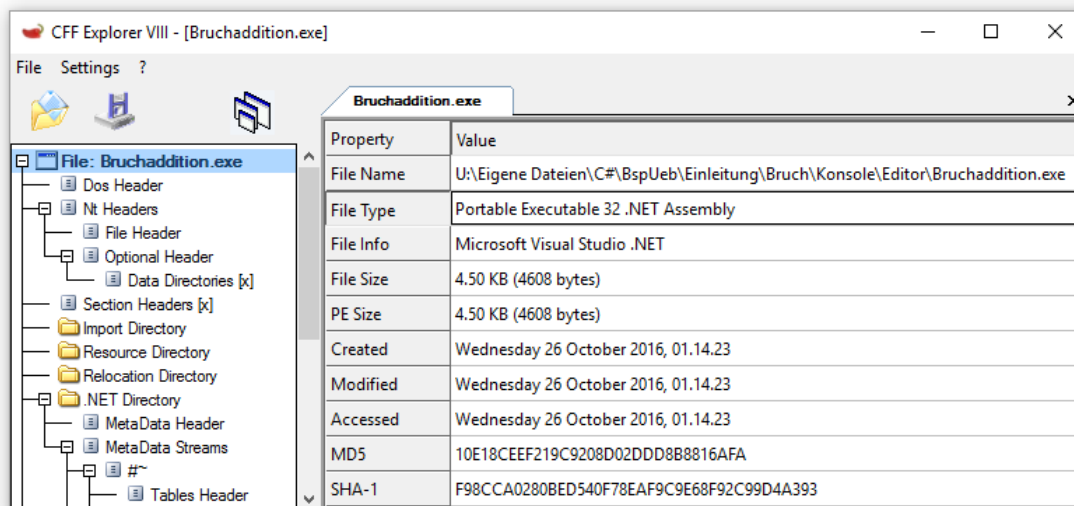 CFF Explorer VIII - [Bruchaddition.exe]
File Settings ?
Bruchaddition.exe
File: Bruchaddition.exe
Dos Header
Nt Headers
File Header
Optional Header
Data Directories [x]
Section Headers [x]
Import Directory
Resource Directory
Relocation Directory
.NET Directory
MetaData Header
MetaData Streams
#~
Tables Header
Property Value
File Name U:\Eigene Dateien\C#\BspUeb\Einleitung\Bruch\Konsole\Editor\Bruchaddition.exe
File Type Portable Executable 32 .NET Assembly
File Info Microsoft Visual Studio .NET
File Size 4.50 KB (4608 bytes)
PE Size 4.50 KB (4608 bytes)
Created Wednesday 26 October 2016, 01.14.23
Modified Wednesday 26 October 2016, 01.14.23
Accessed Wednesday 26 October 2016, 01.14.23
MD5 10E18CEEF219C9208D02DDD8B8816AFA
SHA-1 F98CCA0280BED540F78EAF9C9E68F92C99D4A393